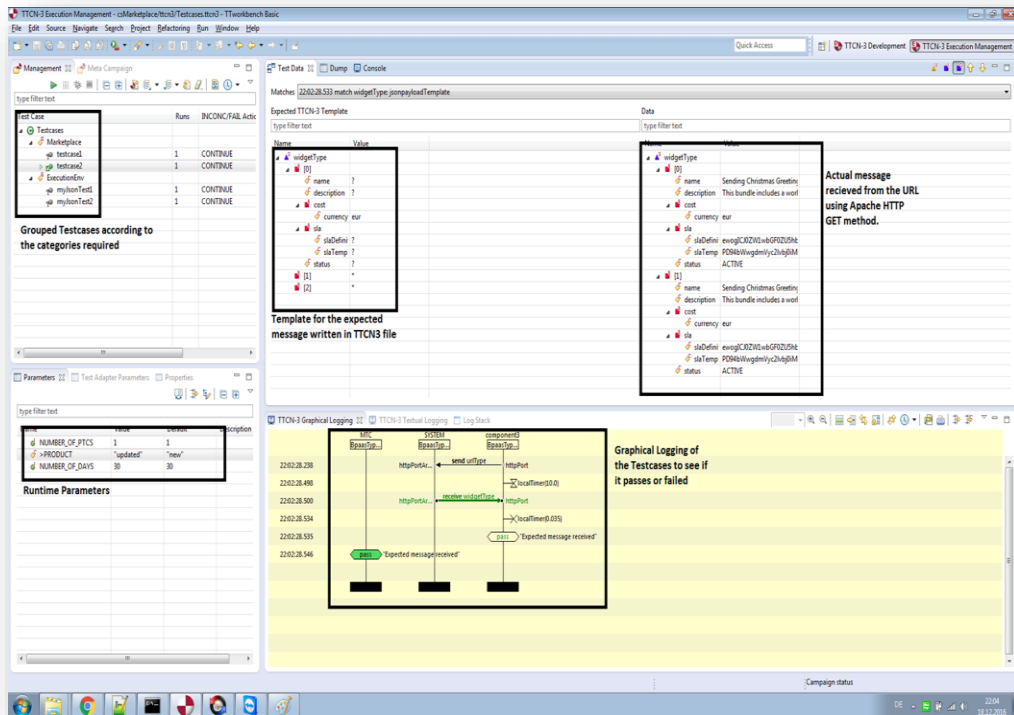 TTCN-3 Execution Management - csMarketplace/ttcn3/Testcases.ttcn3 - TTworkbench Basic
File Edit Source Navigate Search Project Refactoring Run Window Help
Quick Access
TTCN-3 Development
TTCN-3 Execution Management
Management
Meta Campaign
type filter text
Test Case Runs INCONC/FAIL Actic
Testcases
Marketplace
testcase1 1 CONTINUE
testcase2 1 CONTINUE
ExecutionEnv
myJsonTest1 1 CONTINUE
myJsonTest2 1 CONTINUE
Grouped Testcases according to
the categories required
Test Data
Dump
Console
Matches 22:02:28.533 match widgetType: jsonpayloadTemplate
Expected TTCN-3 Template
type filter text
Name Value
widgetType
[0]
name ?
description ?
cost
currency eur
sla
slaDefini ?
slaTemp ?
status ?
[1] *
[2] *
Template for the expected
message written in TTCN3 file
Data
type filter text
Name Value
widgetType
[0]
name Sending Christmas Greeting
description This bundle includes a worl
cost
currency eur
sla
slaDefini
slaTemp
status ACTIVE
[1]
name Sending Christmas Greeting
description This bundle includes a worl
cost
currency eur
sla
slaDefini
slaTemp
status ACTIVE
Actual message
recieved from the URL
using Apache HTTP
GET method.
Parameters
Test Adapter Parameters
Properties
type filter text
Name Value Default Description
NUMBER_OF_PTCS 1 1
>PRODUCT "updated" "new"
NUMBER_OF_DAYS 30 30
Runtime Parameters
TTCN-3 Graphical Logging
TTCN-3 Textual Logging
Log Stack
MTC SYSTEM component3
BpaasTyp... BpaasTyp... BpaasTyp...
22:02:28.238 httpPortAr... send urlType httpPort
22:02:28.498 localTimer(10.0)
22:02:28.500 httpPortAr... receive widgetType httpPort
22:02:28.534 localTimer(0.035)
22:02:28.535 pass "Expected message received"
22:02:28.546 pass "Expected message received"
Graphical Logging of
the Testcases to see if
it passes or failed
Campaign status
DE
22:04
18.12.2016